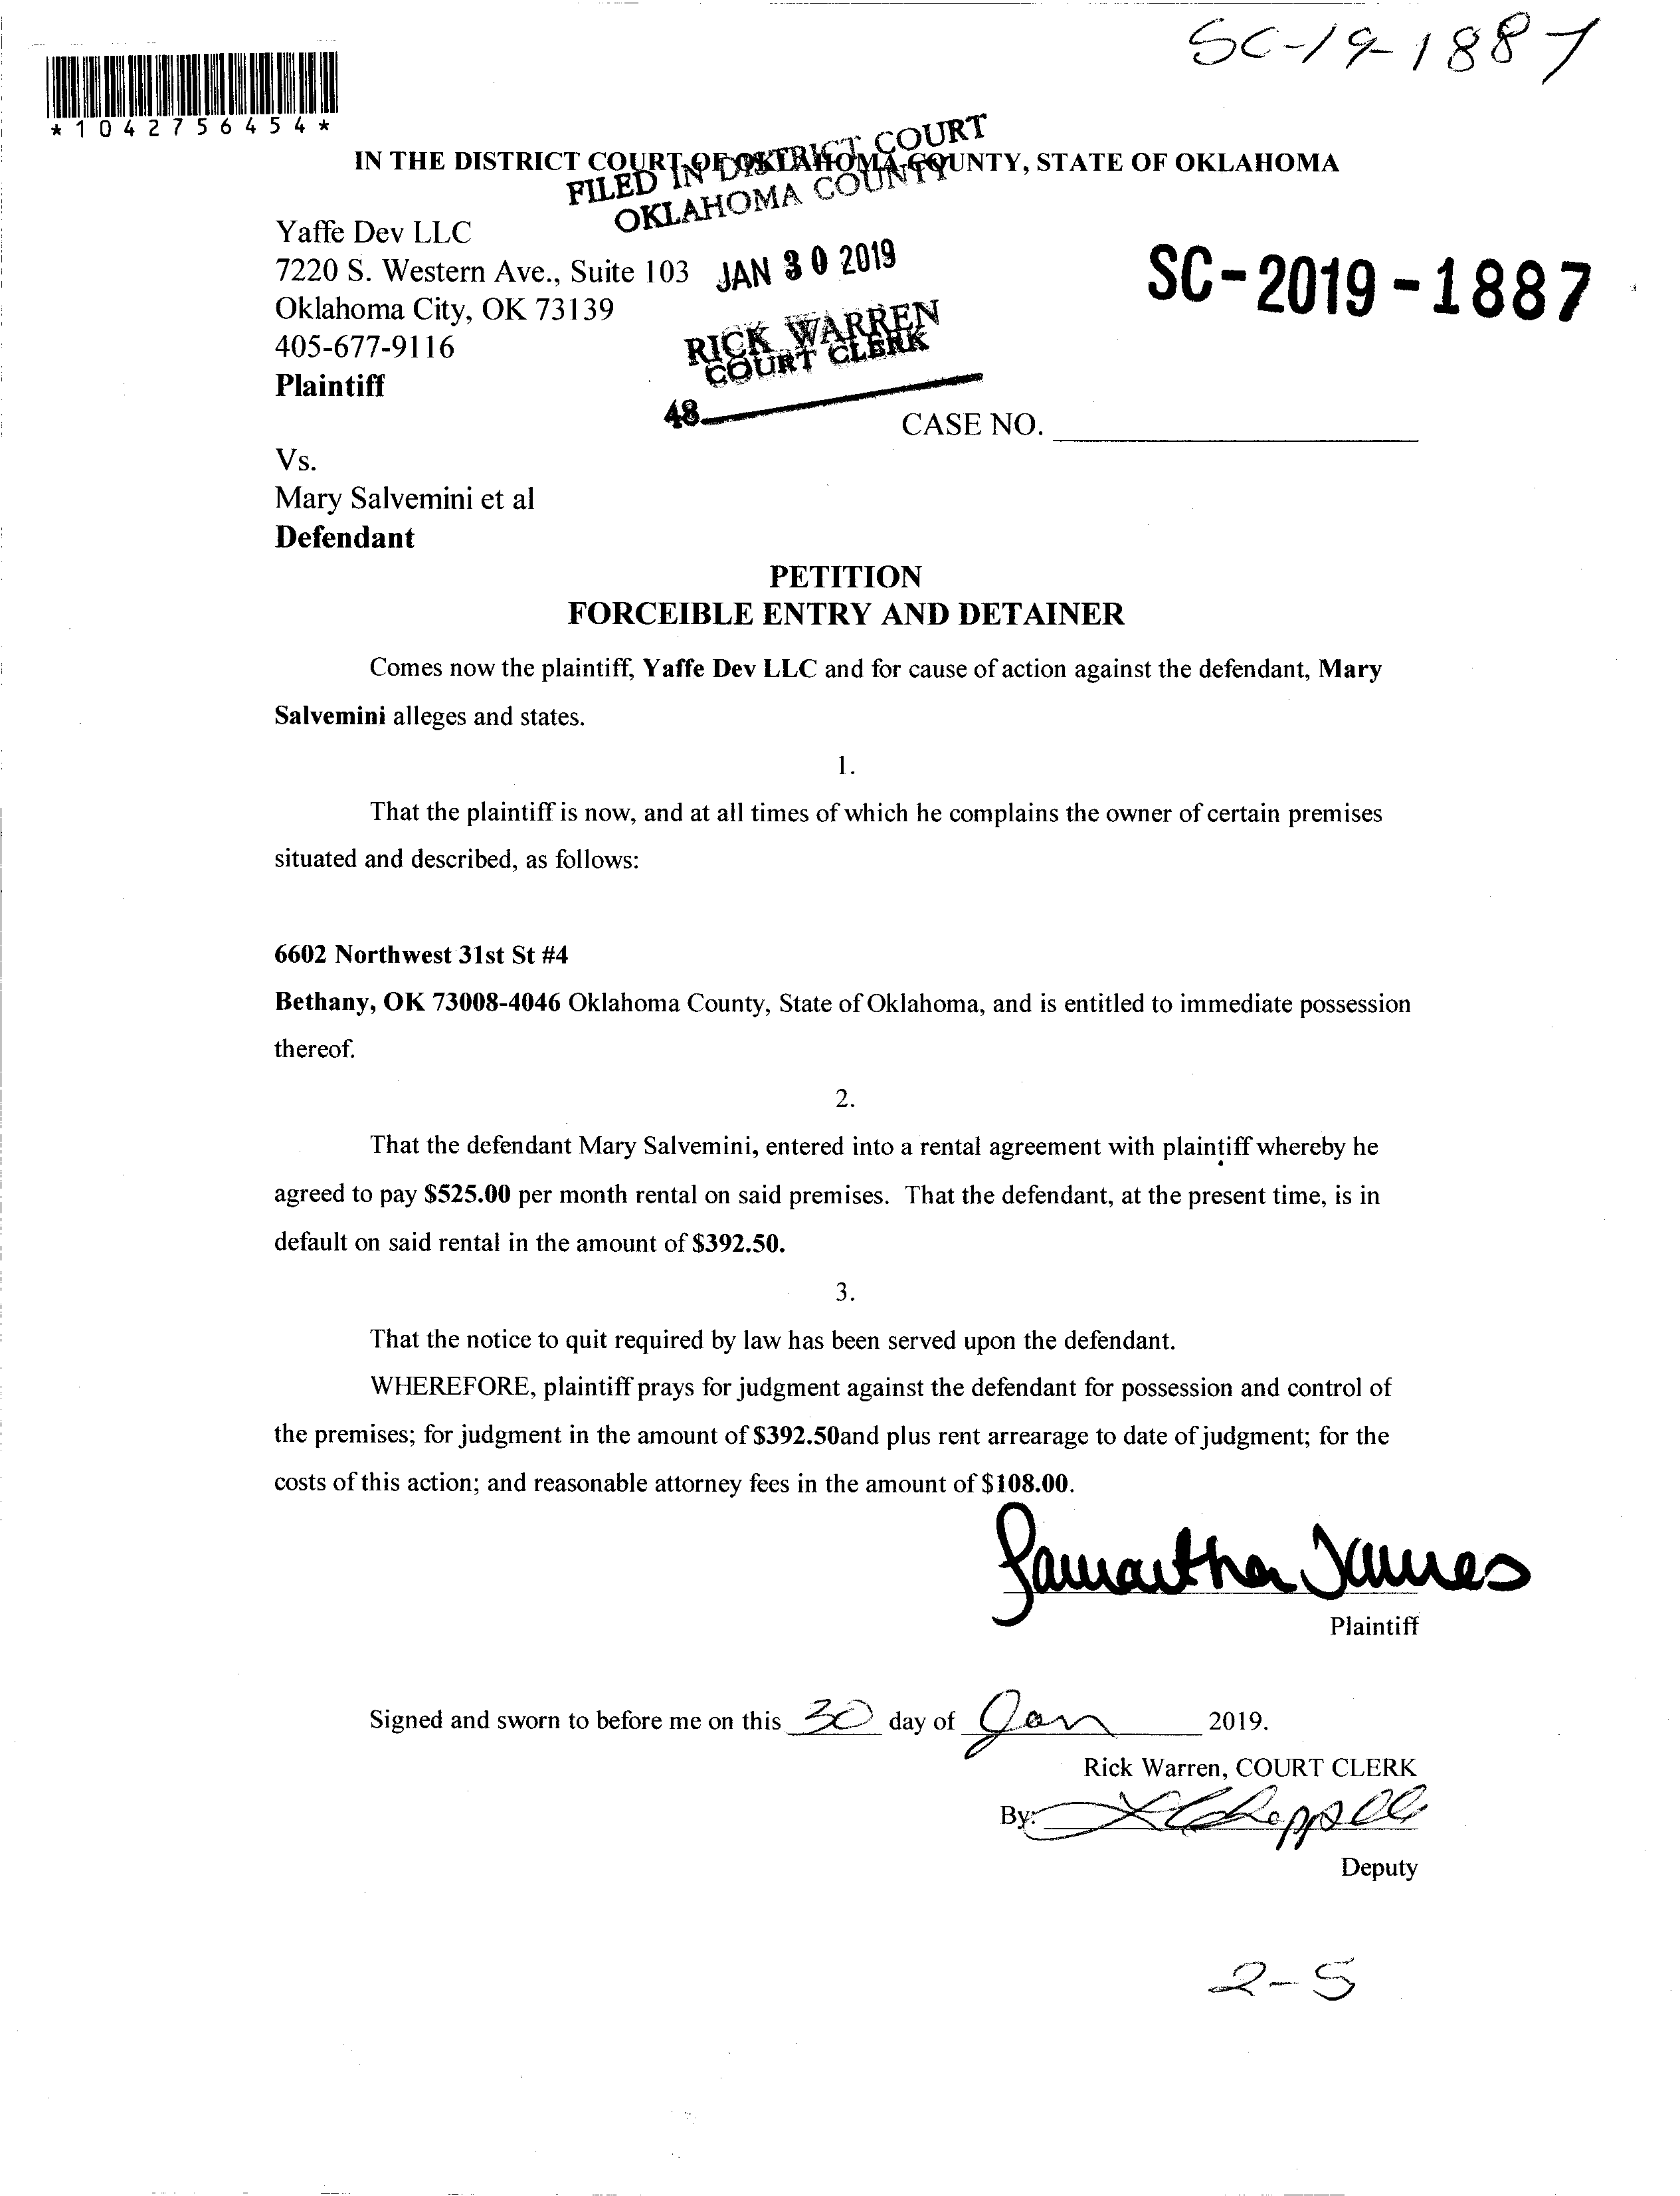 SC-19-1887
*1042756454*
IN THE DISTRICT COURT OF OKLAHOMA COUNTY, STATE OF OKLAHOMA
FILED IN DISTRICT COURT
OKLAHOMA COUNTY
Yaffe Dev LLC
7220 S. Western Ave., Suite 103
JAN 30 2019
SC-2019-1887
Oklahoma City, OK 73139
405-677-9116
RICK WARREN
COURT CLERK
Plaintiff
48
CASE NO.
Vs.
Mary Salvemini et al
Defendant
PETITION
FORCEIBLE ENTRY AND DETAINER
Comes now the plaintiff, Yaffe Dev LLC and for cause of action against the defendant, Mary
Salvemini alleges and states.
1.
That the plaintiff is now, and at all times of which he complains the owner of certain premises
situated and described, as follows:
6602 Northwest 31st St #4
Bethany, OK 73008-4046 Oklahoma County, State of Oklahoma, and is entitled to immediate possession
thereof.
2.
That the defendant Mary Salvemini, entered into a rental agreement with plaintiff whereby he
agreed to pay $525.00 per month rental on said premises. That the defendant, at the present time, is in
default on said rental in the amount of $392.50.
3.
That the notice to quit required by law has been served upon the defendant.
WHEREFORE, plaintiff prays for judgment against the defendant for possession and control of
the premises; for judgment in the amount of $392.50and plus rent arrearage to date of judgment; for the
costs of this action; and reasonable attorney fees in the amount of $108.00.
Samantha James
Plaintiff
Signed and sworn to before me on this 30 day of Jan 2019.
Rick Warren, COURT CLERK
By:
Deputy
2-5